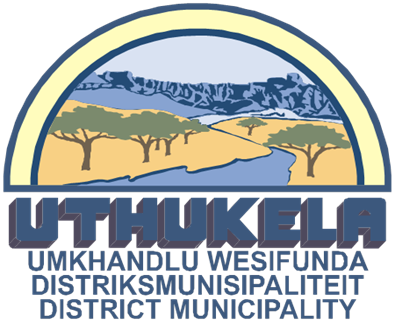 UTHUKELA
UMKHANDLU WESIFUNDA
DISTRIKSMUNISIPALITEIT
DISTRICT MUNICIPALITY